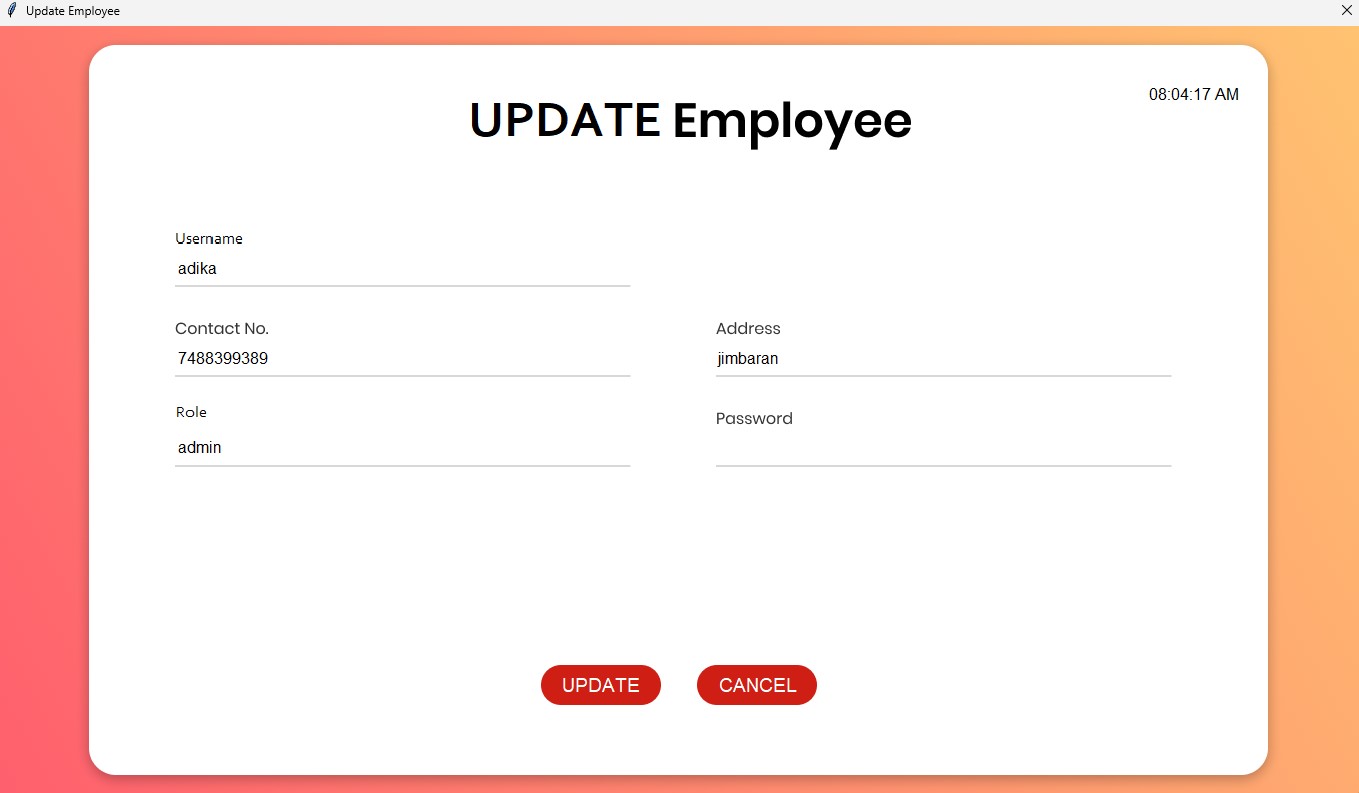 Update Employee
08:04:17 AM
UPDATE Employee
Username
adika
Contact No.
7488399389
Address
jimbaran
Role
admin
Password
UPDATE
CANCEL